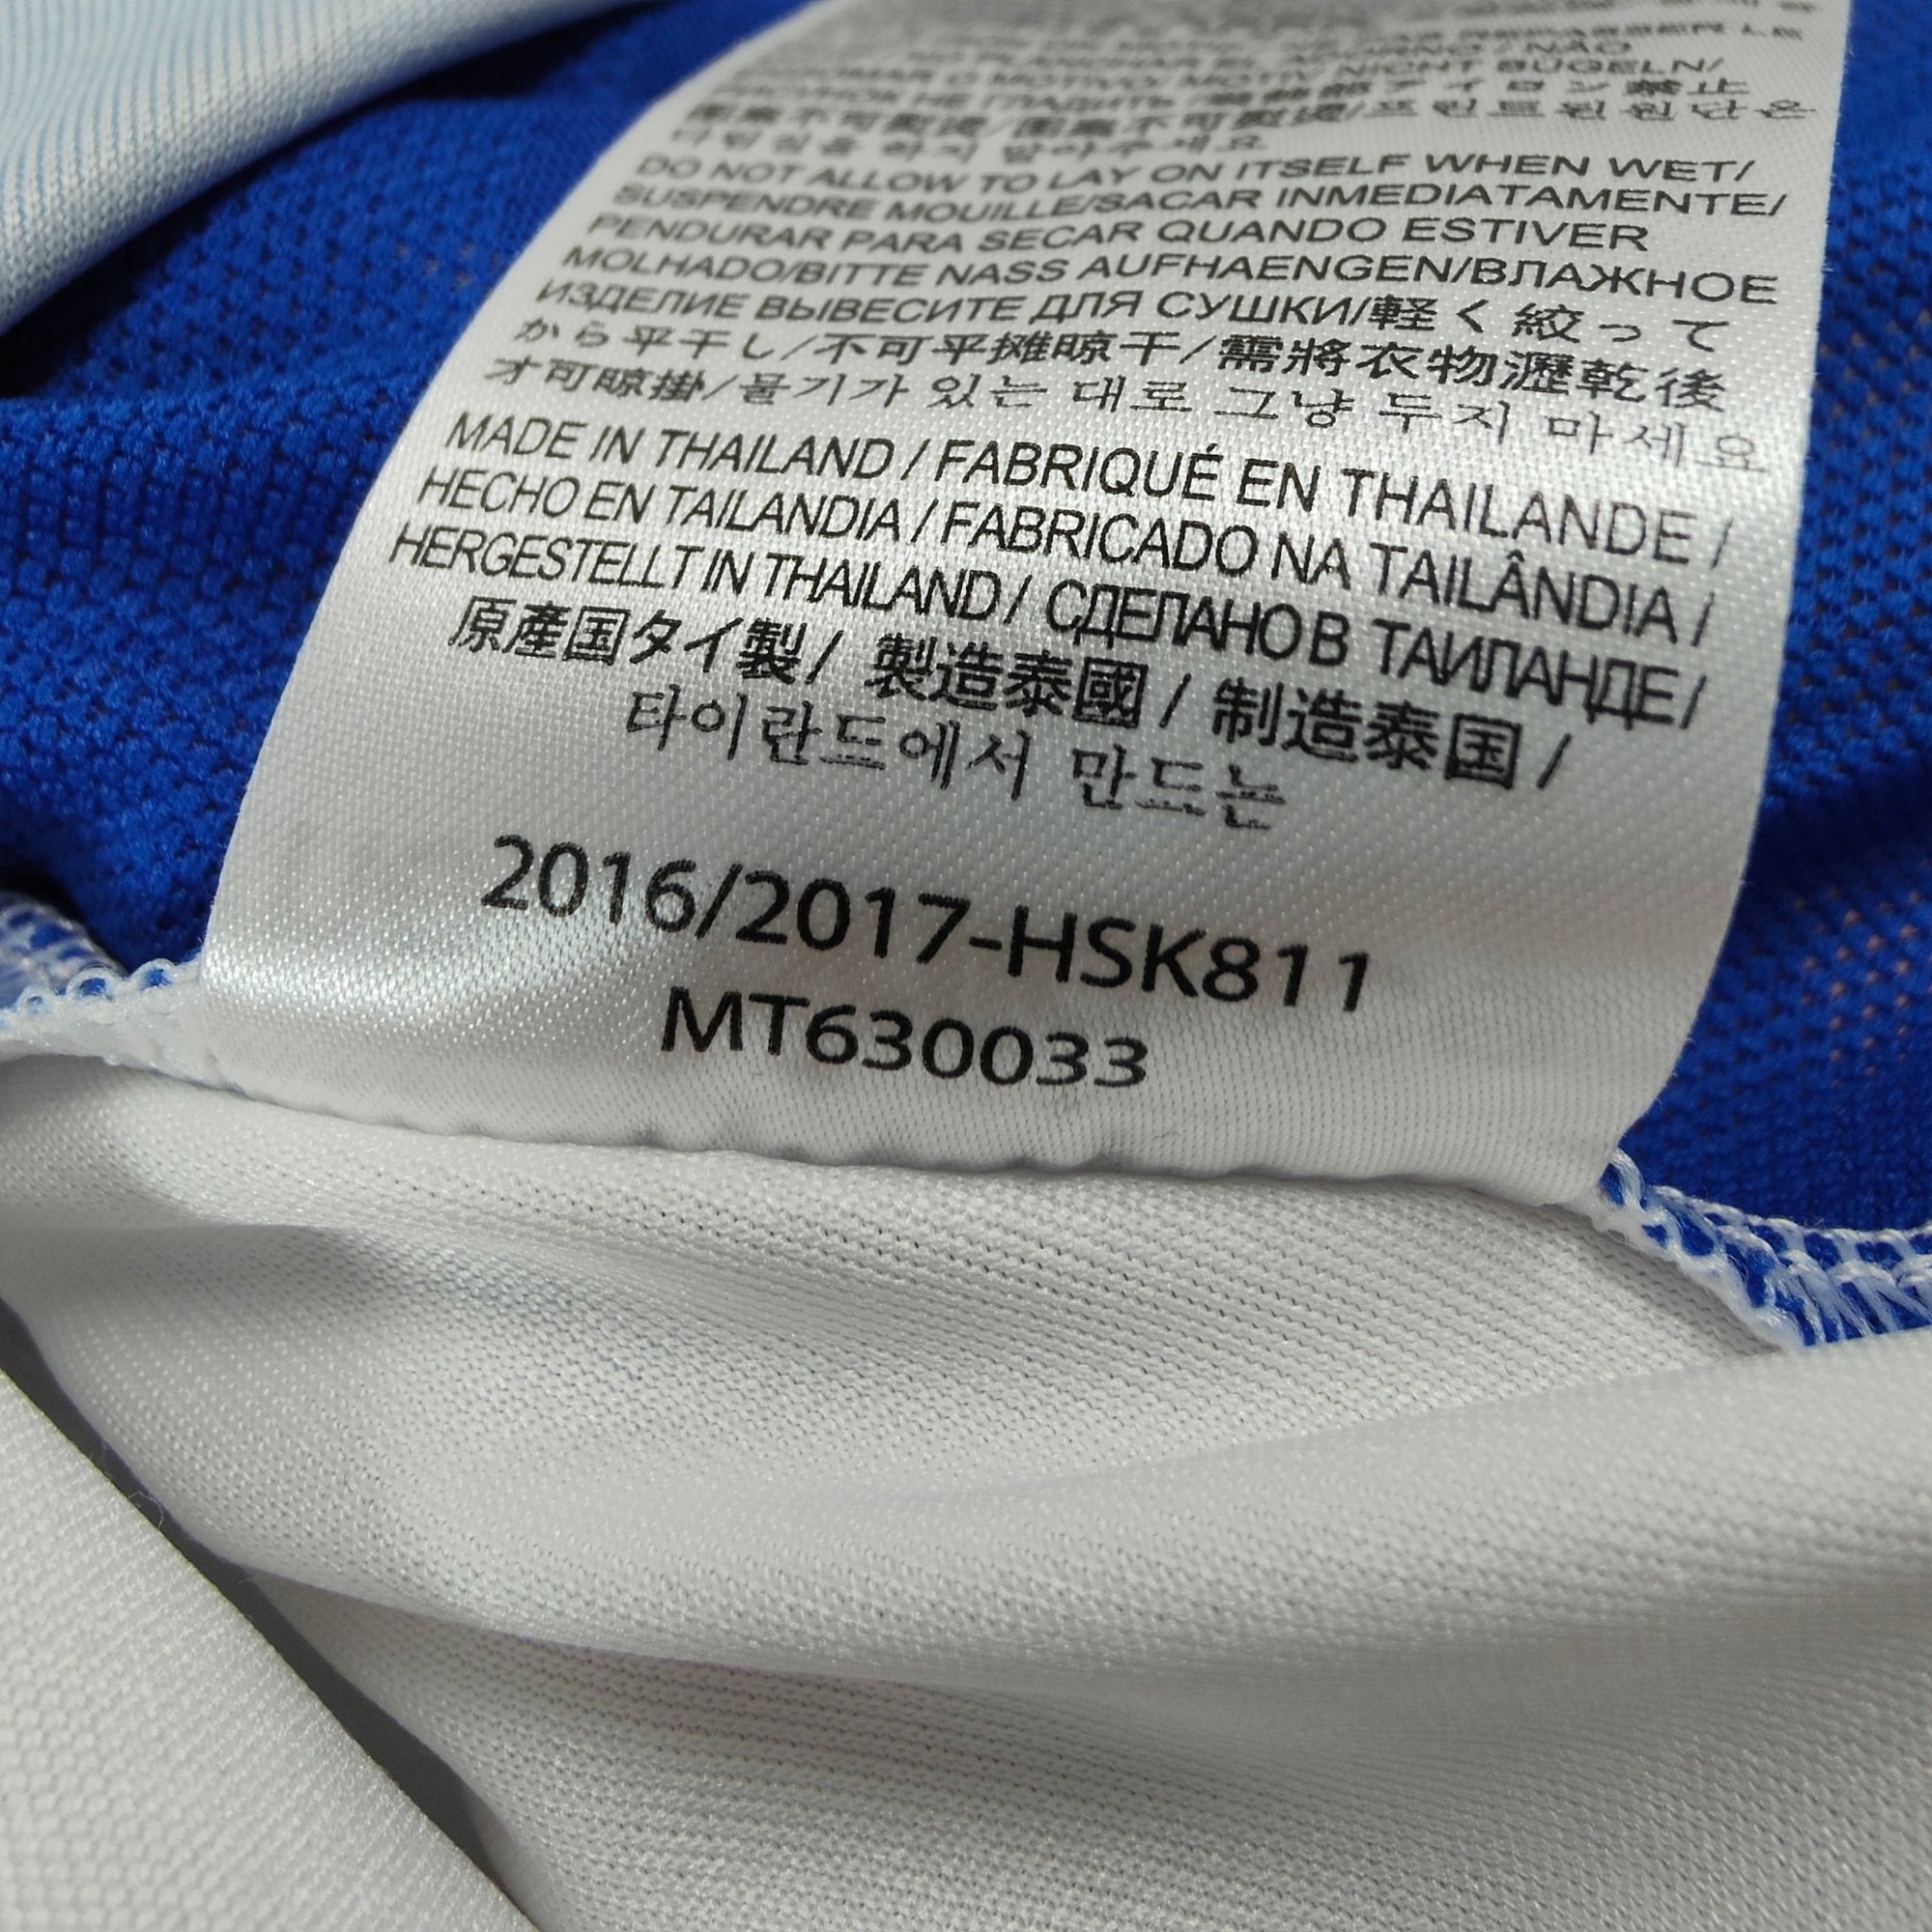 NICHT BÜGELN/
DO NOT ALLOW TO LAY ON ITSELF WHEN WET/
SUSPENDRE MOUILLE/SACAR INMEDIATAMENTE/
PENDURAR PARA SECAR QUANDO ESTIVER
MOLHADO/BITTE NASS AUFHAENGEN/ВЛАЖНОЕ
ИЗДЕЛИЕ ВЫВЕСИТЕ ДЛЯ СУШКИ/軽く絞って
から平干し/不可平摊晾干/需將衣物瀝乾後
才可晾掛/물기가 있는 대로 그냥 두지 마세요
MADE IN THAILAND / FABRIQUÉ EN THAILANDE /
HECHO EN TAILANDIA / FABRICADO NA TAILÂNDIA /
HERGESTELLT IN THAILAND / СДЕЛАНО В ТАИЛАНДЕ /
原產国タイ製 / 製造泰國 / 制造泰国 /
타이란드에서 만드는
2016/2017-HSK811
MT630033